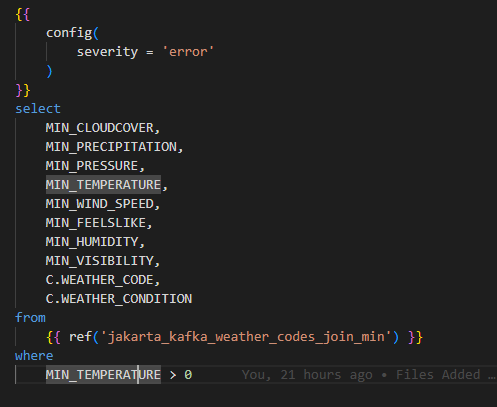 {{
    config(
        severity = 'error'
    )
}}
select
    MIN_CLOUDCOVER,
    MIN_PRECIPITATION,
    MIN_PRESSURE,
    MIN_TEMPERATURE,
    MIN_WIND_SPEED,
    MIN_FEELSLIKE,
    MIN_HUMIDITY,
    MIN_VISIBILITY,
    C.WEATHER_CODE,
    C.WEATHER_CONDITION
from
    {{ ref('jakarta_kafka_weather_codes_join_min') }}
where
    MIN_TEMPERATURE > 0 You, 21 hours ago • Files Added …